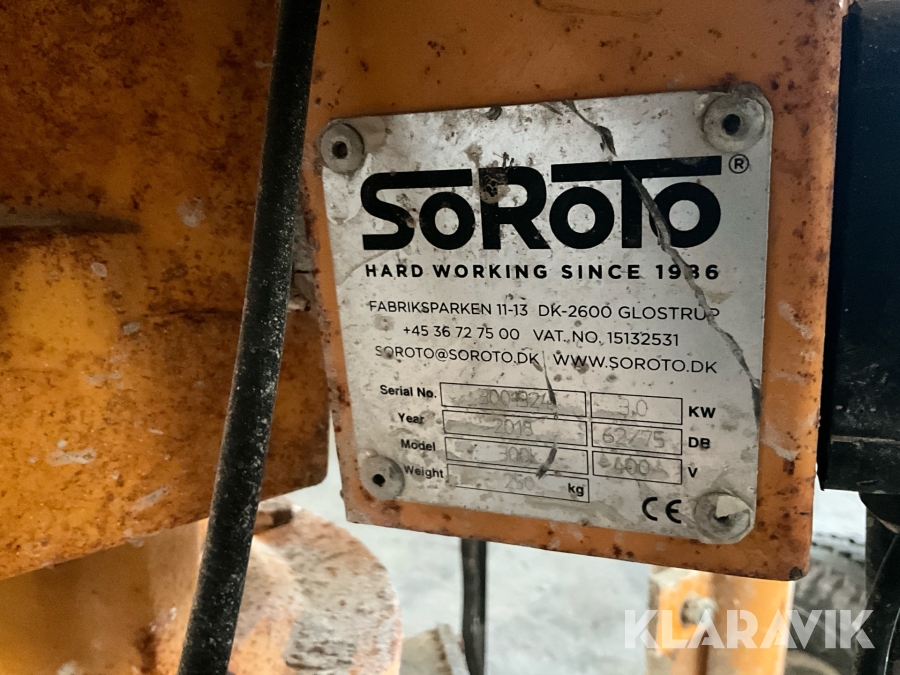 SoRoTo®
HARD WORKING SINCE 1986
FABRIKSPARKEN 11-13 DK-2600 GLOSTRUP
+45 36 72 75 00 VAT. NO. 15132531
SOROTO@SOROTO.DK WWW.SOROTO.DK
Serial No. 3.0 KW
Year 62/75 DB
Model 400 V
Weight 250 kg
CE
KLARAVIK